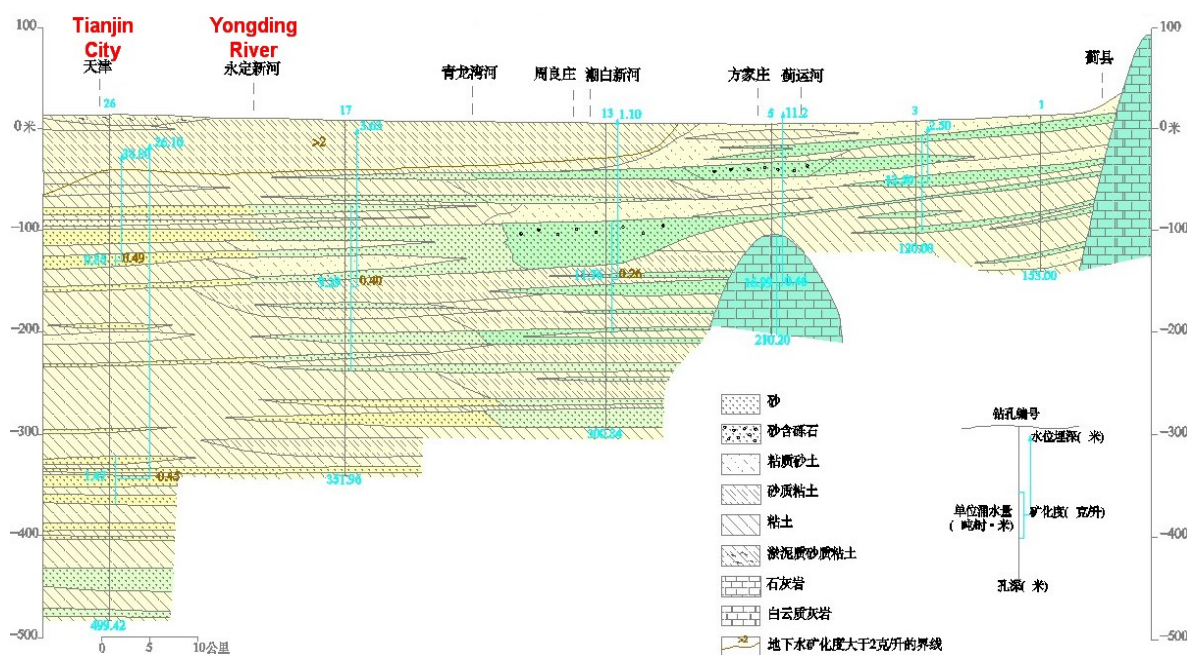 Tianjin
City
Yongding
River
天津
永定新河
青龙湾河
周良庄
潮白新河
方家庄
蓟运河
蓟县
100
100
26
17
13
1.10
5
11.2
3
1
0米
0米
2.50
3.65
26.10
38.80
>2
-100
-100
0.49
0.40
0.26
120.00
153.00
-200
-200
210.20
-300
-300
351.96
0.45
-400
-400
-500
-500
499.42
0
5
10公里
砂
砂含砾石
粘质砂土
砂质粘土
粘土
淤泥质砂质粘土
石灰岩
白云质灰岩
>2
地下水矿化度大于2克/升的界线
钻孔编号
水位埋深( 米)
单位涌水量
( 吨/时·米)
矿化度( 克/升)
孔深( 米)